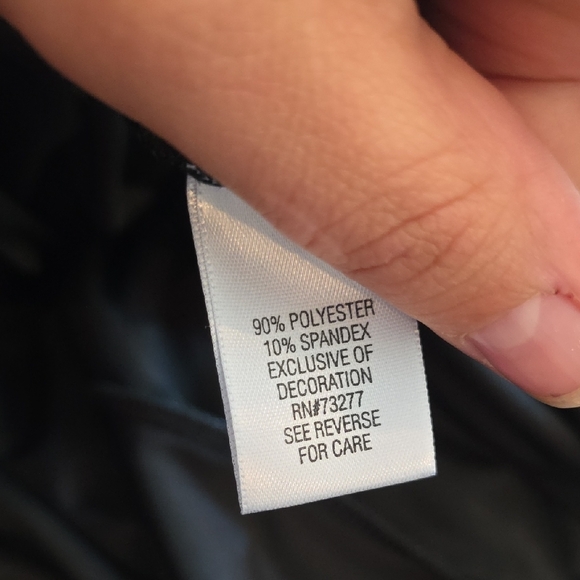 90% POLYESTER
10% SPANDEX
EXCLUSIVE OF
DECORATION
RN#73277
SEE REVERSE
FOR CARE